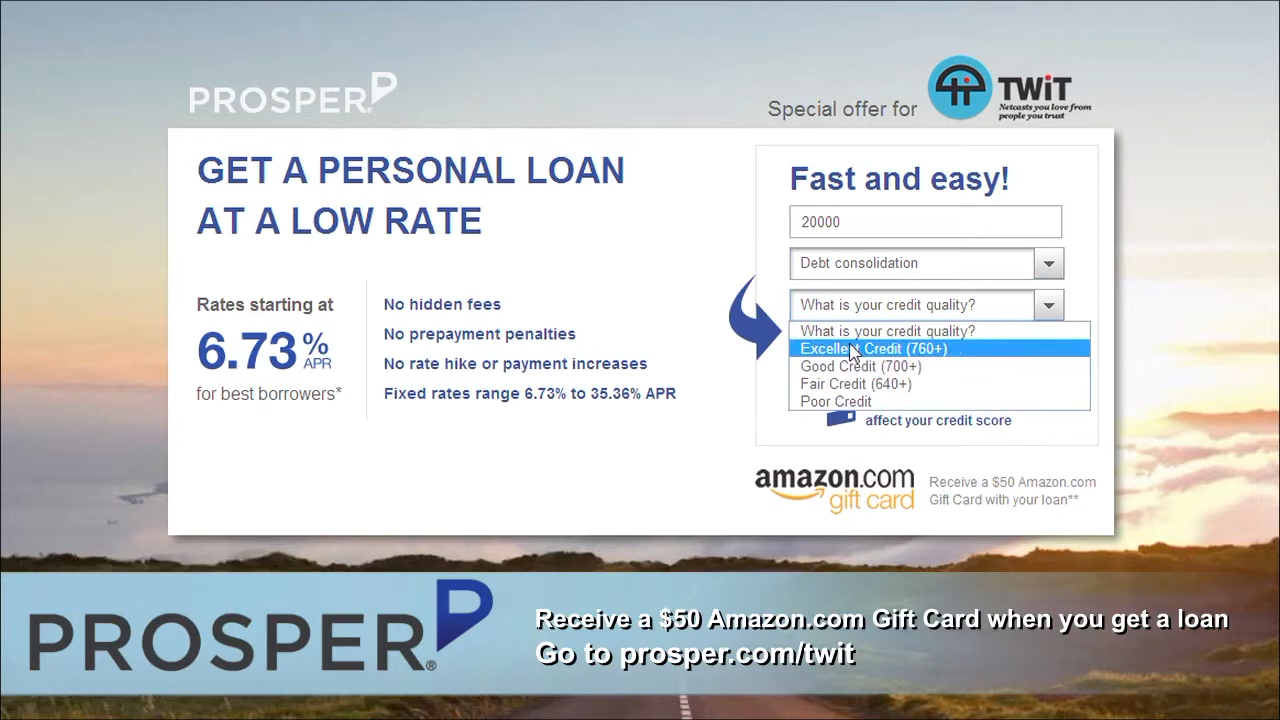 PROSPER
Special offer for
TWiT
Netcasts you love from
people you trust
GET A PERSONAL LOAN
AT A LOW RATE
Rates starting at
6.73%
APR
for best borrowers*
No hidden fees
No prepayment penalties
No rate hike or payment increases
Fixed rates range 6.73% to 35.36% APR
Fast and easy!
20000
Debt consolidation
What is your credit quality?
What is your credit quality?
Excellent Credit (760+)
Good Credit (700+)
Fair Credit (640+)
Poor Credit
affect your credit score
amazon.com
gift card
Receive a $50 Amazon.com
Gift Card with your loan**
PROSPER®
Receive a $50 Amazon.com Gift Card when you get a loan
Go to prosper.com/twit